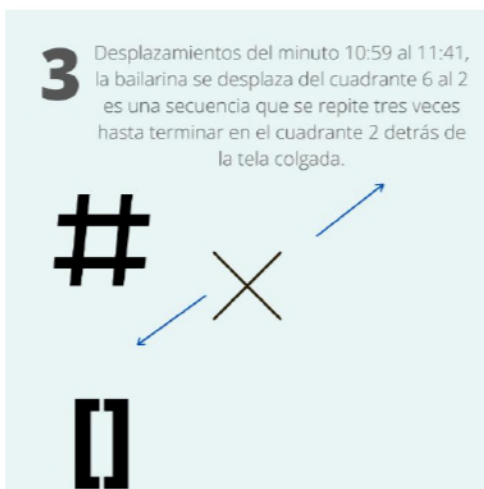 3
Desplazamientos del minuto 10:59 al 11:41,
la bailarina se desplaza del cuadrante 6 al 2
es una secuencia que se repite tres veces
hasta terminar en el cuadrante 2 detrás de
la tela colgada.
#
[]